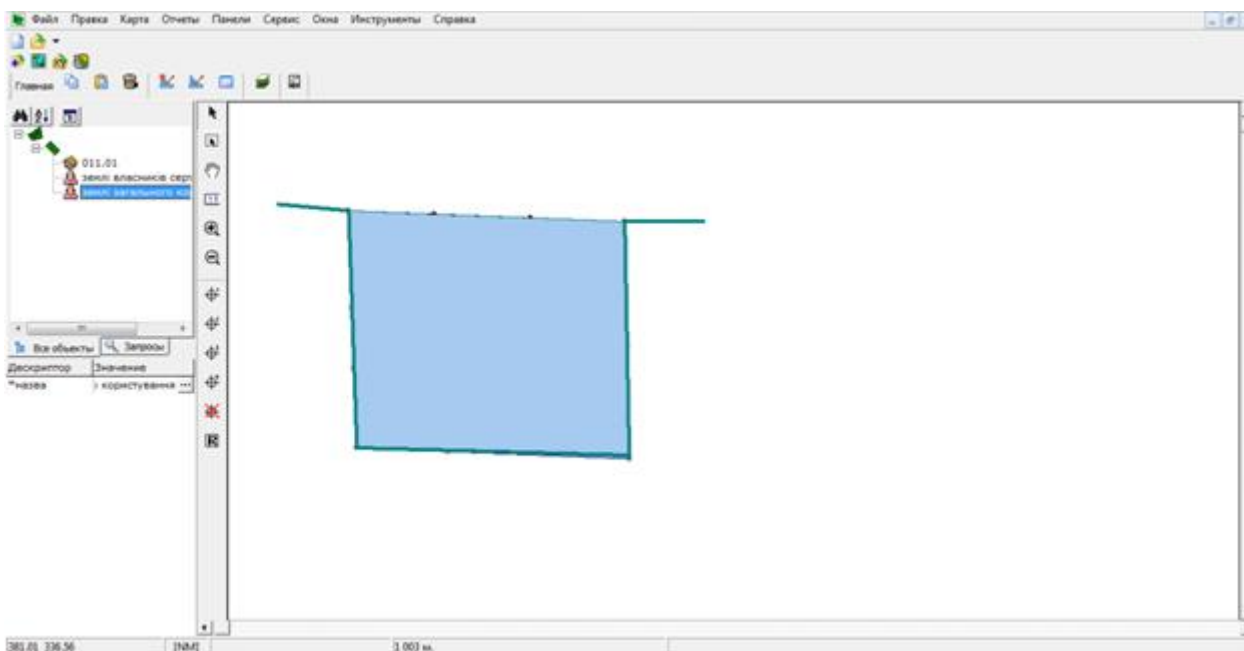 Файл Правка Карта Отчеты Панели Сервис Окна Инструменты Справка
Главная
011.01
землі власників сер
землі загального ко
Все объекты Запросы
Дескриптор Значение
*назва користування ...
R
381.01 336.56 1.003